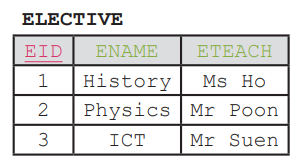 ELECTIVE
EID ENAME ETEACH
1 History Ms Ho
2 Physics Mr Poon
3 ICT Mr Suen